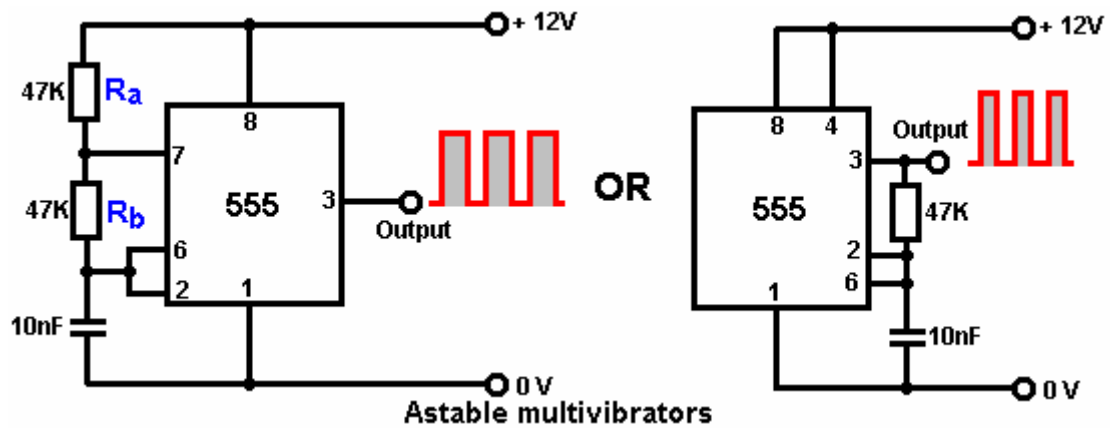 + 12V
47K
Ra
8
7
47K
Rb
555
3
Output
6
2
1
10nF
0 V
OR
+ 12V
8
4
Output
3
555
47K
2
6
1
10nF
0 V
Astable multivibrators